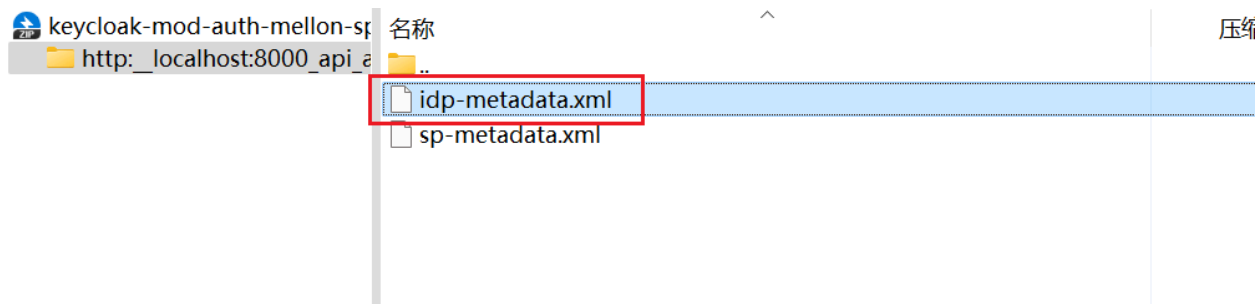 keycloak-mod-auth-mellon-sp
http:__localhost:8000_api_a
名称
压缩
..
idp-metadata.xml
sp-metadata.xml